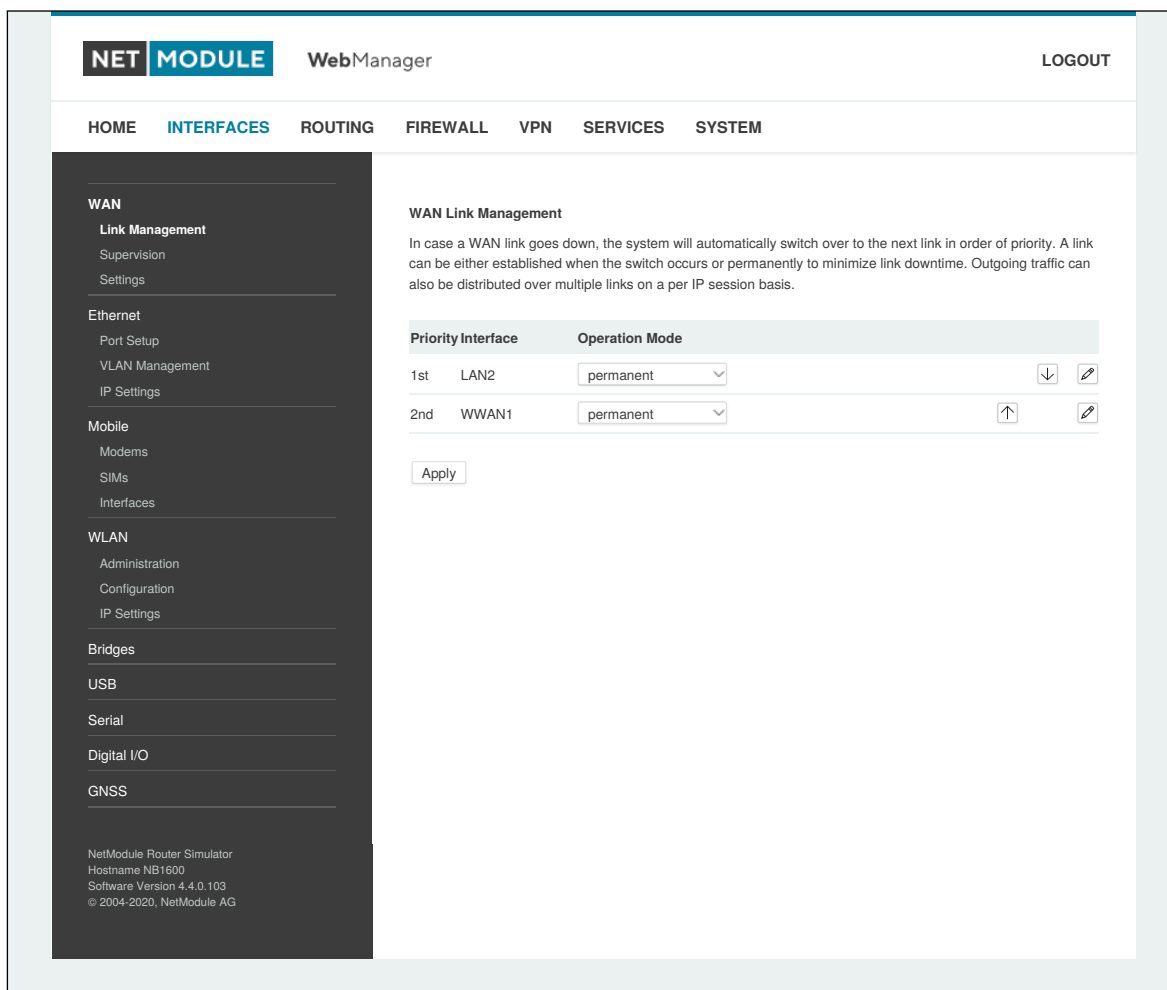 NET MODULE WebManager LOGOUT
HOME INTERFACES ROUTING FIREWALL VPN SERVICES SYSTEM
WAN
Link Management
Supervision
Settings
Ethernet
Port Setup
VLAN Management
IP Settings
Mobile
Modems
SIMs
Interfaces
WLAN
Administration
Configuration
IP Settings
Bridges
USB
Serial
Digital I/O
GNSS
NetModule Router Simulator
Hostname NB1600
Software Version 4.4.0.103
© 2004-2020, NetModule AG
WAN Link Management
In case a WAN link goes down, the system will automatically switch over to the next link in order of priority. A link
can be either established when the switch occurs or permanently to minimize link downtime. Outgoing traffic can
also be distributed over multiple links on a per IP session basis.
Priority Interface Operation Mode
1st LAN2 permanent
2nd WWAN1 permanent
Apply